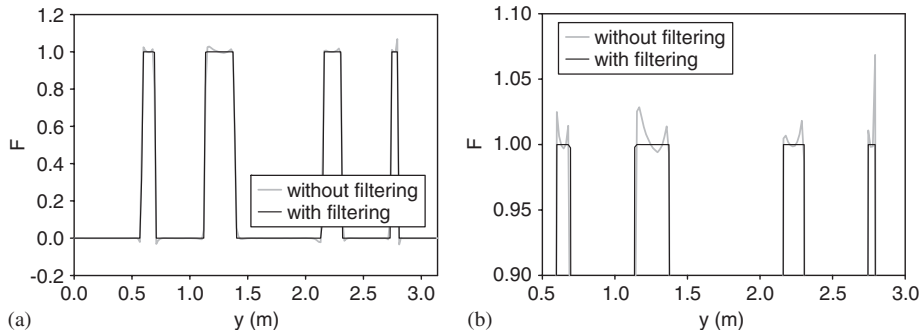 1.2
1.0
0.8
0.6
0.4
0.2
0.0
-0.2
F
without filtering
with filtering
0.0 0.5 1.0 1.5 2.0 2.5 3.0
(a) y (m)
1.10
1.05
1.00
0.95
0.90
F
without filtering
with filtering
0.5 1.0 1.5 2.0 2.5 3.0
(b) y (m)